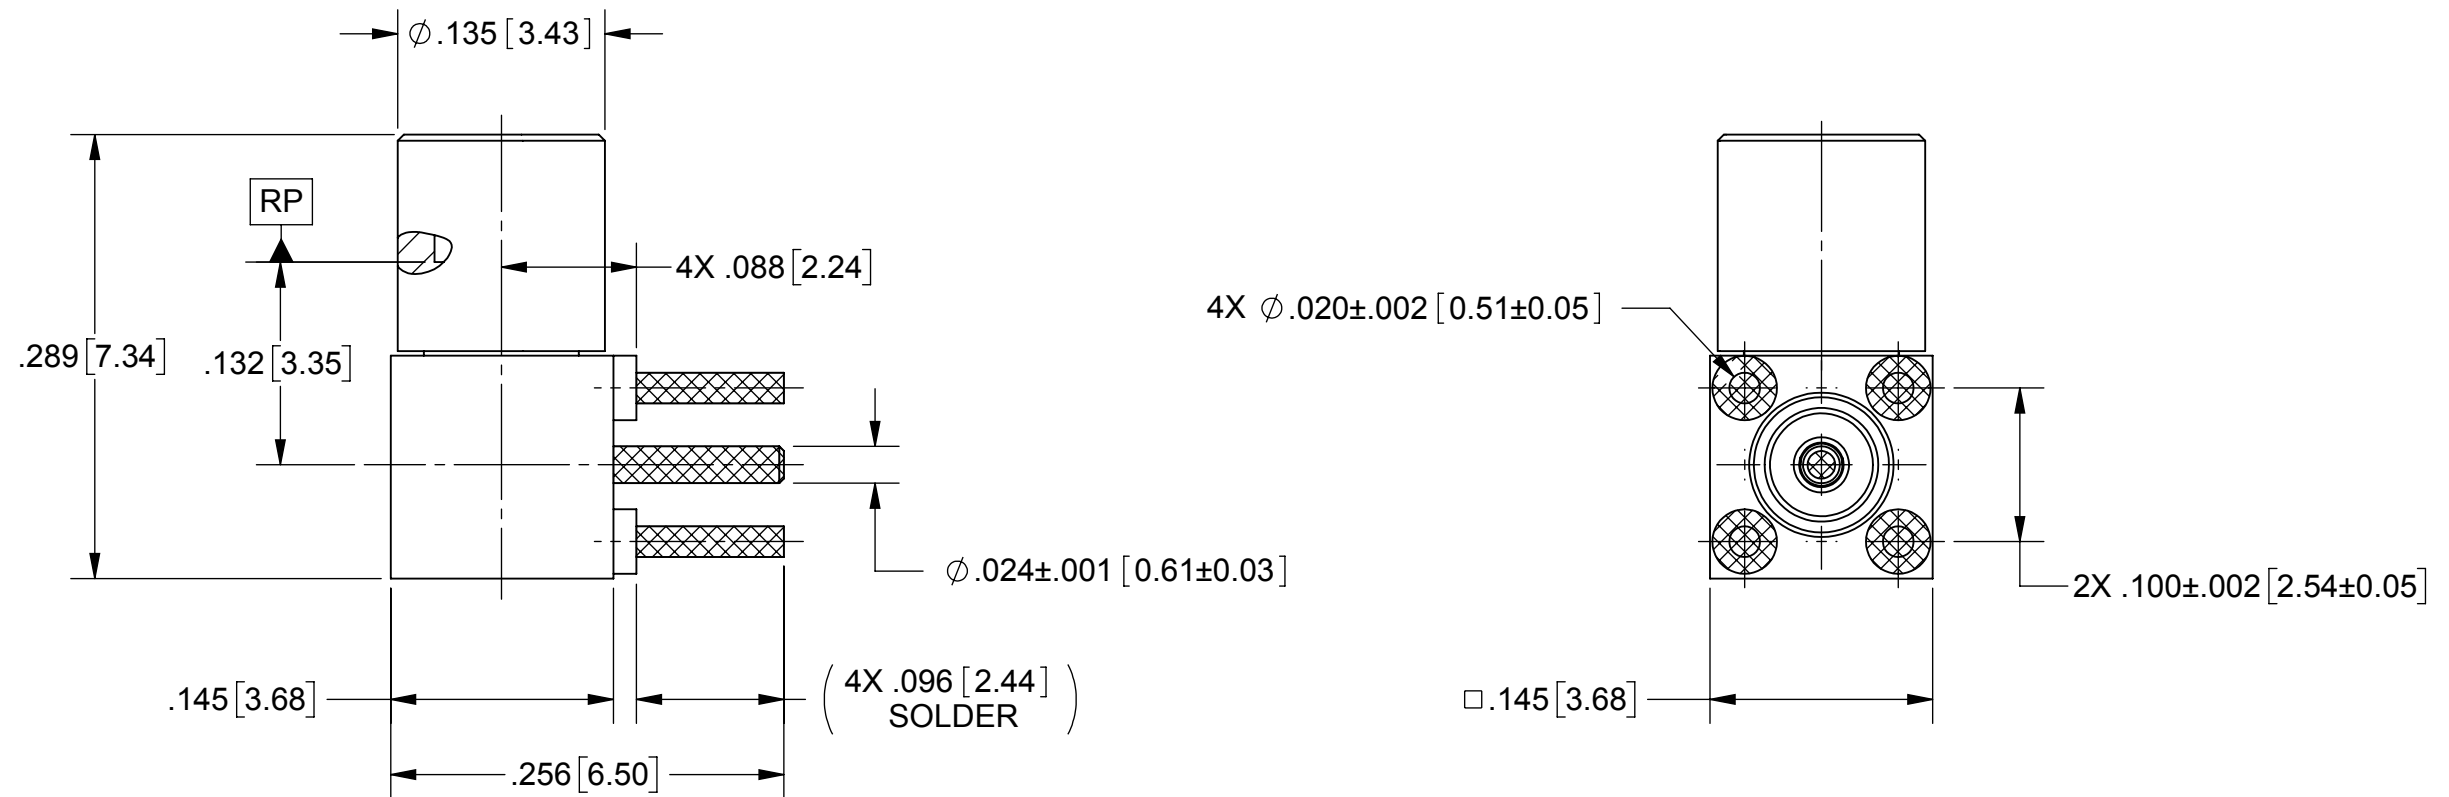 ⌀.135[3.43]
RP
4X .088[2.24]
4X ⌀.020±.002[0.51±0.05]
.289[7.34]
.132[3.35]
⌀.024±.001[0.61±0.03]
2X .100±.002[2.54±0.05]
.145[3.68]
(4X .096[2.44]
SOLDER)
□.145[3.68]
.256[6.50]